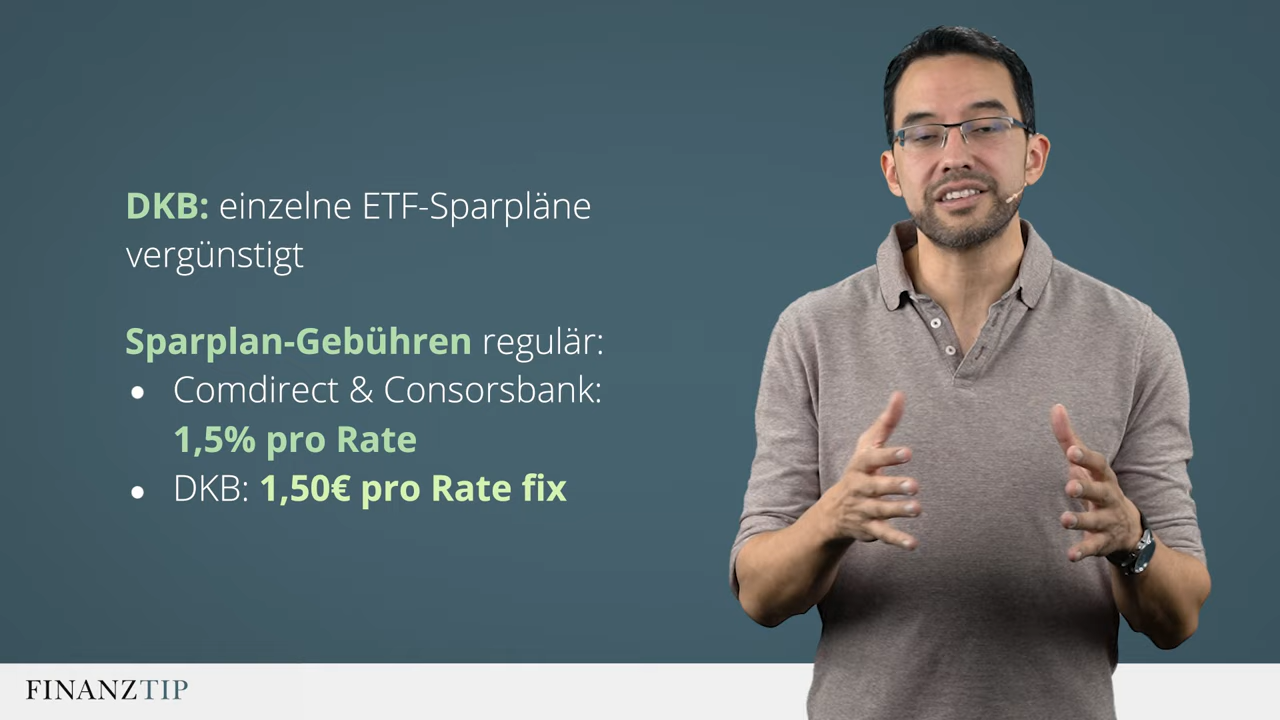 DKB: einzelne ETF-Sparpläne
vergünstigt
Sparplan-Gebühren regulär:
• Comdirect & Consorsbank:
1,5% pro Rate
• DKB: 1,50€ pro Rate fix
FINANZTIP